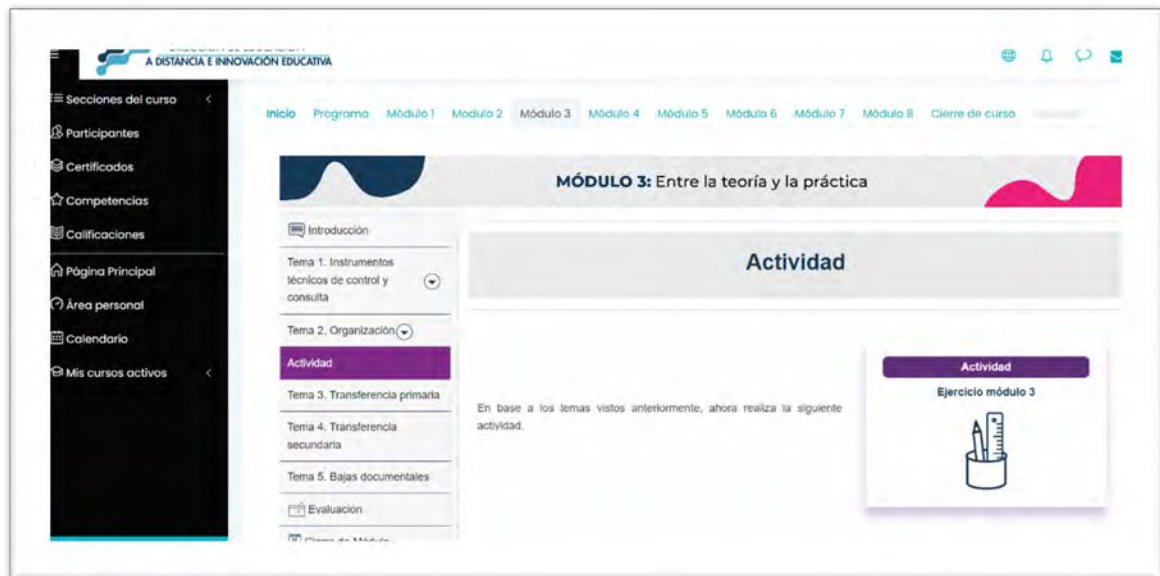 A DISTANCIA E INNOVACIÓN EDUCATIVA
Secciones del curso
Participantes
Certificados
Competencias
Calificaciones
Página Principal
Área personal
Calendario
Mis cursos activos
Inicio Programa Módulo 1 Modulo 2 Módulo 3 Módulo 4 Módulo 5 Módulo 6 Módulo 7 Módulo 8 Cierre de curso
MÓDULO 3: Entre la teoría y la práctica
Introducción
Tema 1. Instrumentos
técnicos de control y
consulta
Tema 2. Organización
Actividad
Tema 3. Transferencia primaria
Tema 4. Transferencia
secundaria
Tema 5. Bajas documentales
Evaluación
Cierre de Módulo
Actividad
En base a los temas vistos anteriormente, ahora realiza la siguiente
actividad.
Actividad
Ejercicio módulo 3